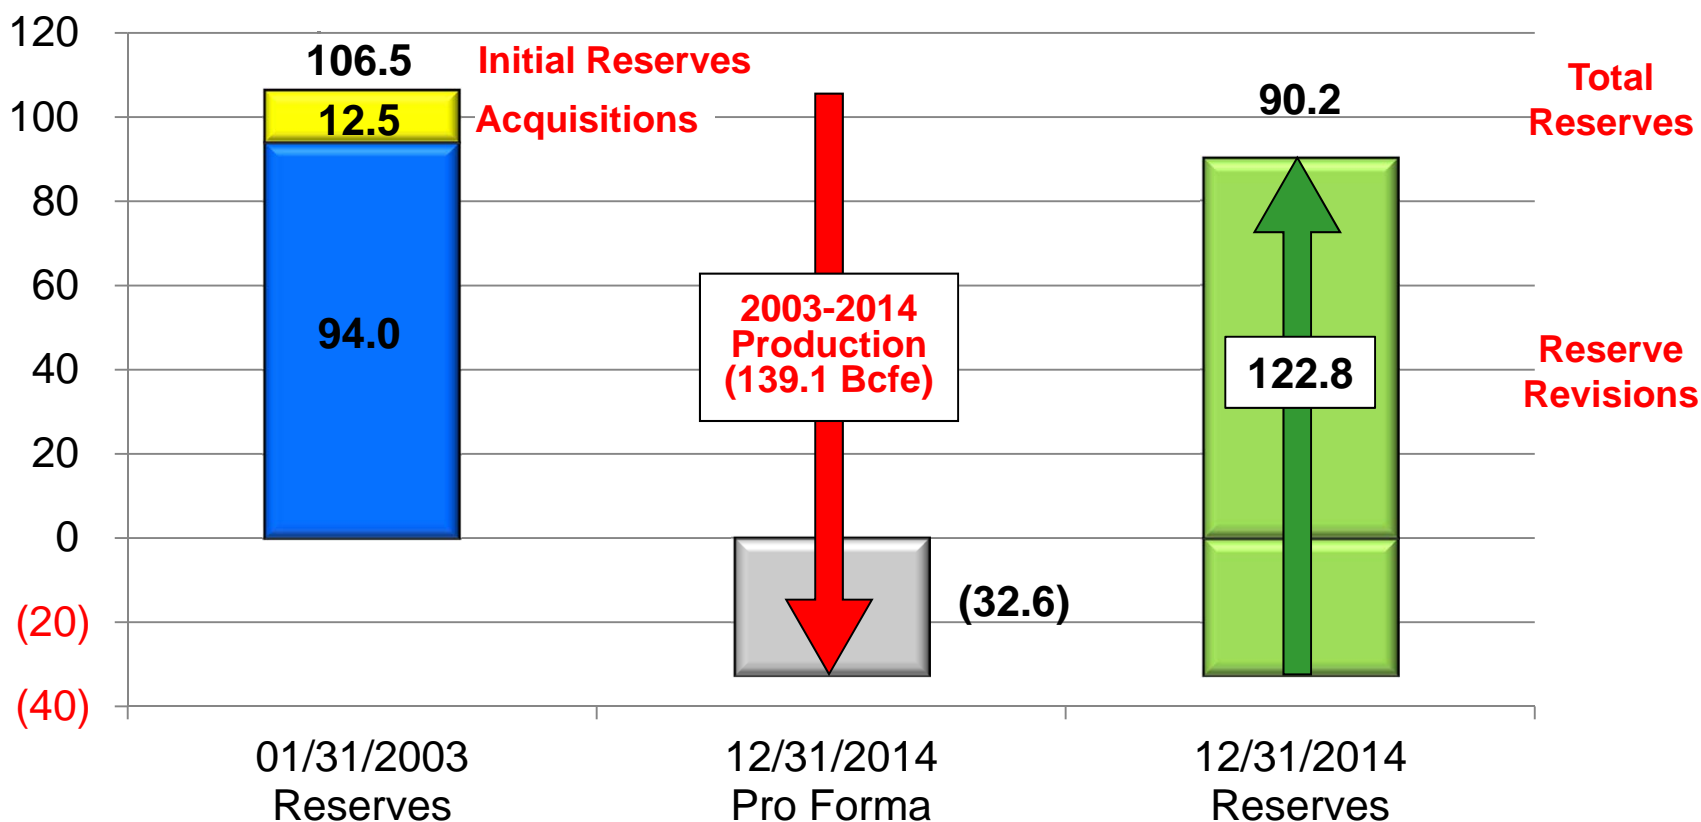 120
100
80
60
40
20
0
(20)
(40)
106.5
Initial Reserves
12.5
Acquisitions
94.0
2003-2014
Production
(139.1 Bcfe)
(32.6)
90.2
122.8
Total
Reserves
Reserve
Revisions
01/31/2003
Reserves
12/31/2014
Pro Forma
12/31/2014
Reserves